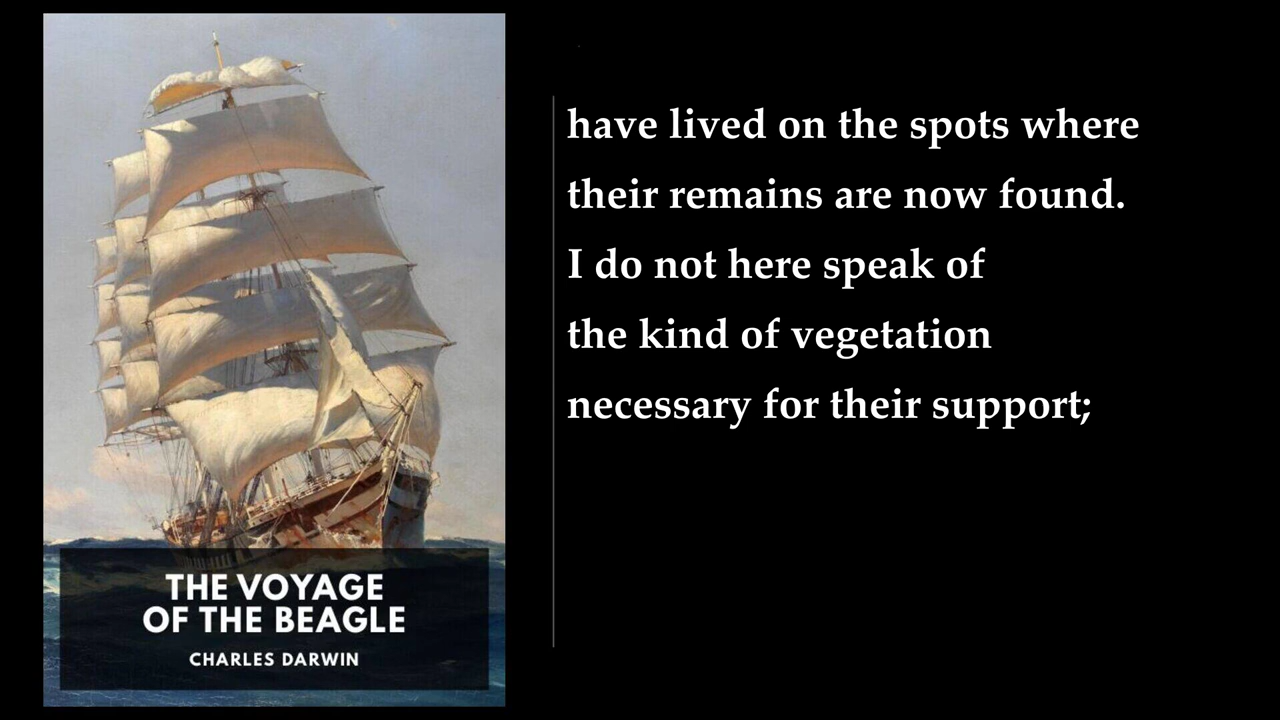 have lived on the spots where
their remains are now found.
I do not here speak of
the kind of vegetation
necessary for their support;
THE VOYAGE
OF THE BEAGLE
CHARLES DARWIN